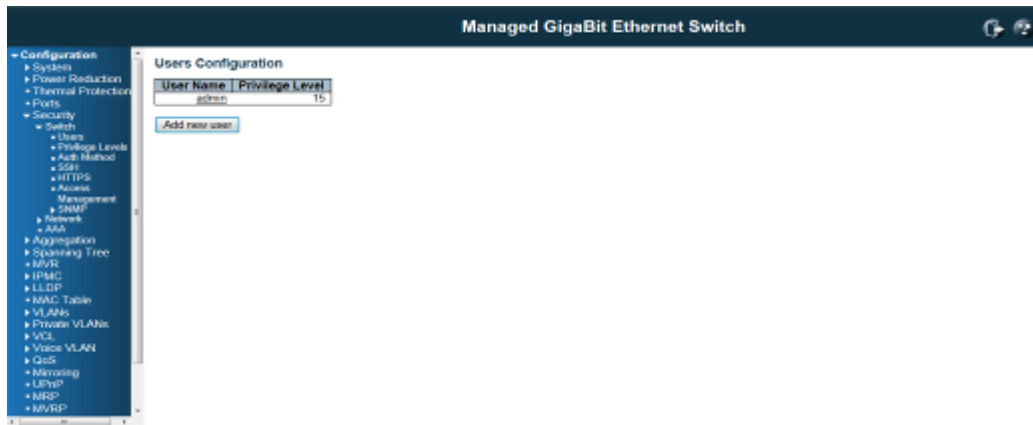 Managed GigaBit Ethernet Switch
Configuration
System
Power Reduction
Thermal Protection
Ports
Security
Switch
Users
Privilege Levels
Auth Method
SSH
HTTPS
Access
Management
SNMP
Network
AAA
Aggregation
Spanning Tree
MVR
IPMC
LLDP
MAC Table
VLANs
Private VLANs
VCL
Voice VLAN
QoS
Mirroring
UPnP
MRP
MVRP
Users Configuration
User Name Privilege Level
admin 15
Add new user